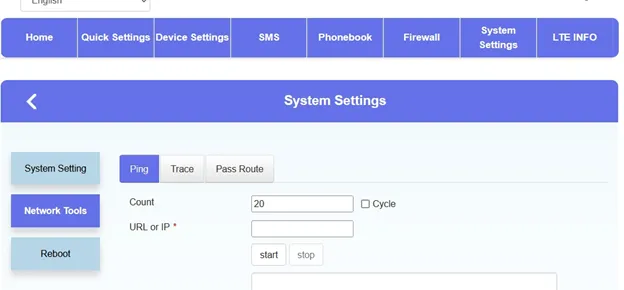 English
Home Quick Settings Device Settings SMS Phonebook Firewall System Settings LTE INFO
System Settings
System Setting
Ping Trace Pass Route
Network Tools
Count 20 Cycle
URL or IP *
Reboot
start stop